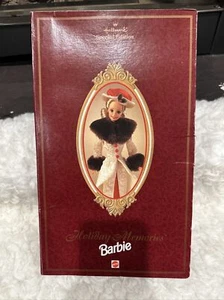 Hallmark
Special Edition
Holiday Memories
Barbie